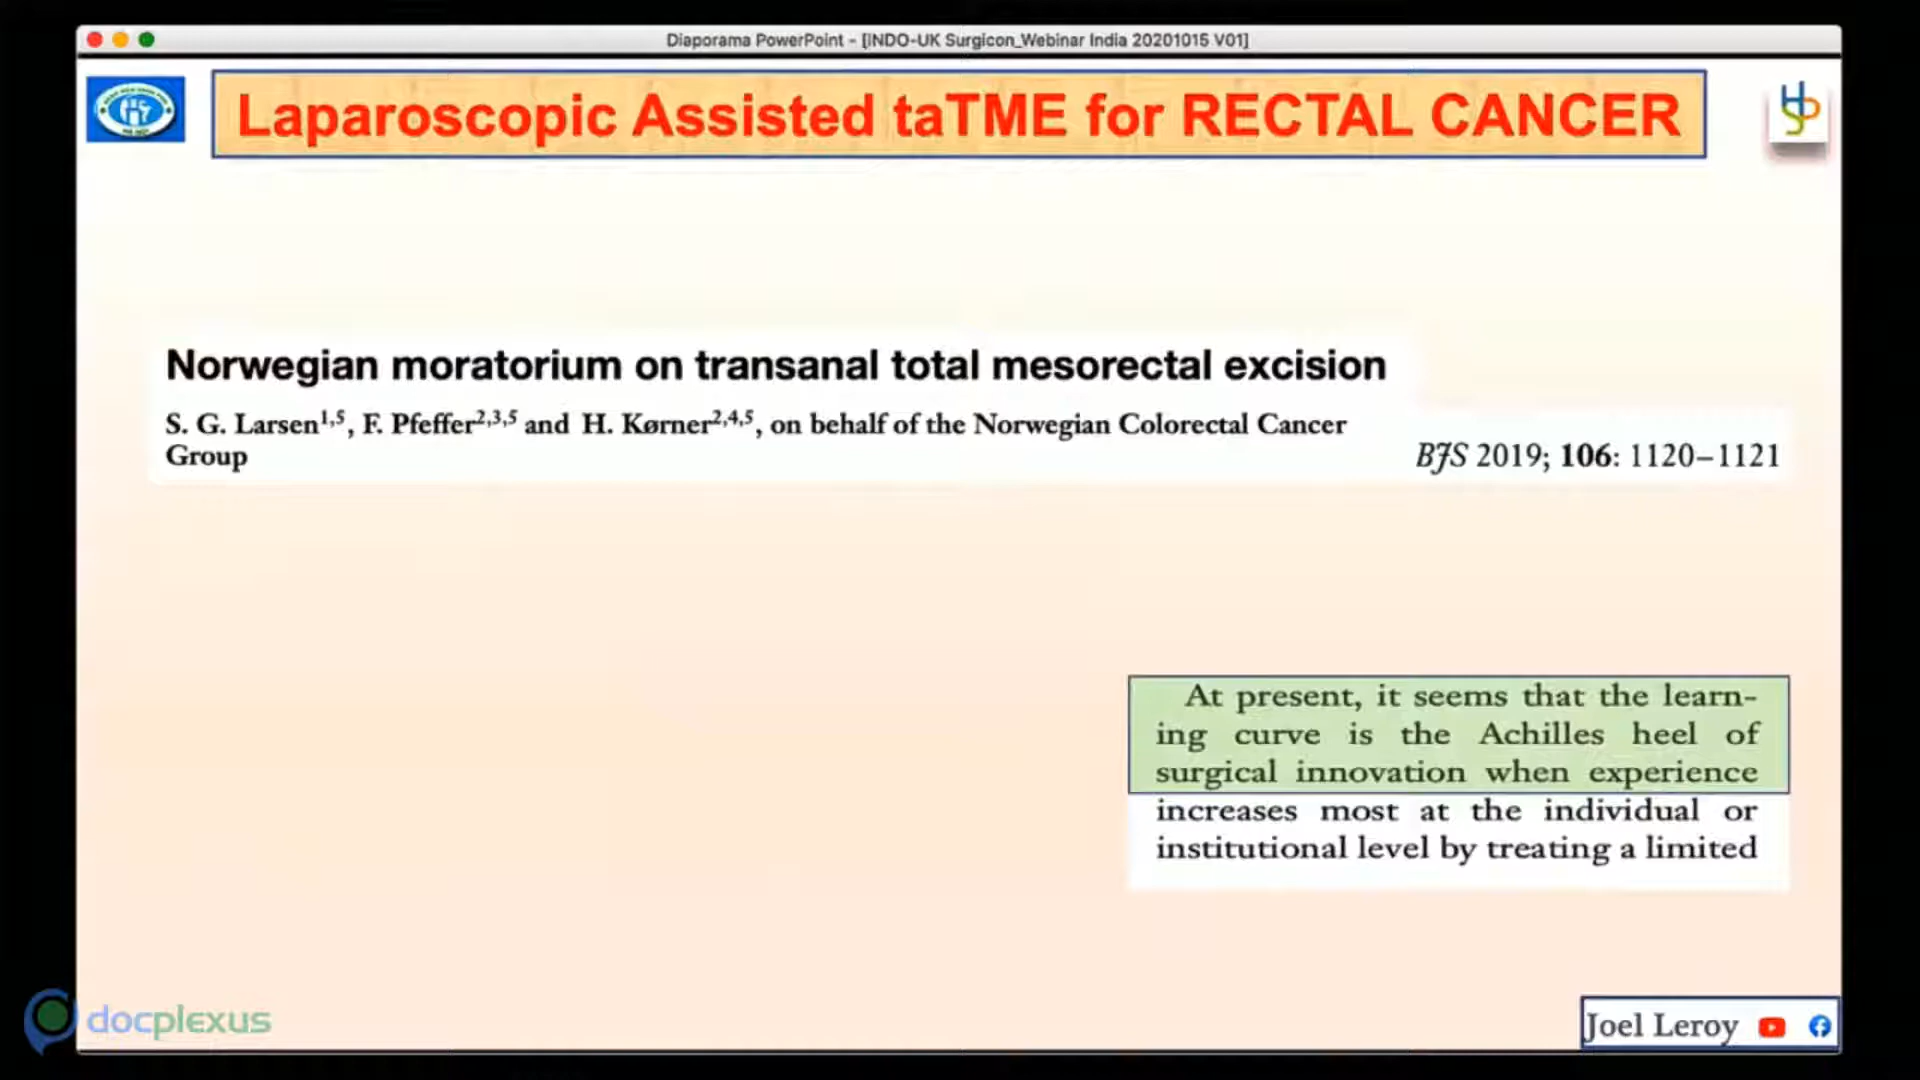 Diaporama PowerPoint - [INDO-UK Surgicon_Webinar India 20201015 V01]
Laparoscopic Assisted taTME for RECTAL CANCER
Norwegian moratorium on transanal total mesorectal excision
S. G. Larsen1,5, F. Pfeffer2,3,5 and H. Kørner2,4,5, on behalf of the Norwegian Colorectal Cancer
Group
BJS 2019; 106: 1120–1121
At present, it seems that the learn-
ing curve is the Achilles heel of
surgical innovation when experience
increases most at the individual or
institutional level by treating a limited
docplexus
Joel Leroy